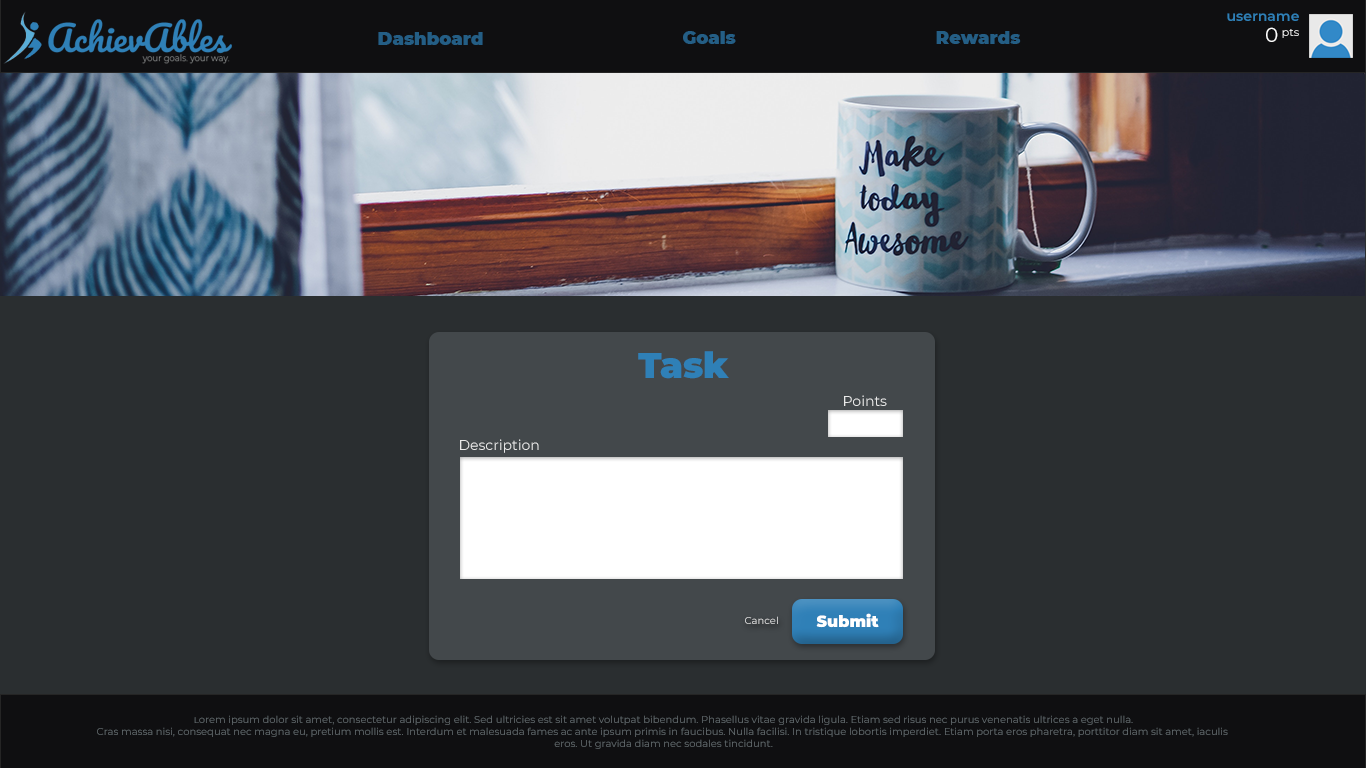 AchievAbles
your goals. your way.
Dashboard
Goals
Rewards
username
0 pts
Make
today
Awesome
Task
Points
Description
Cancel
Submit
Lorem ipsum dolor sit amet, consectetur adipiscing elit. Sed ultricies est sit amet volutpat bibendum. Phasellus vitae gravida ligula. Etiam sed risus nec purus venenatis ultrices a eget nulla.
Cras massa nisi, consequat nec magna eu, pretium mollis est. Interdum et malesuada fames ac ante ipsum primis in faucibus. Nulla facilisi. In tristique lobortis imperdiet. Etiam porta eros pharetra, porttitor diam sit amet, iaculis
eros. Ut gravida diam nec sodales tincidunt.